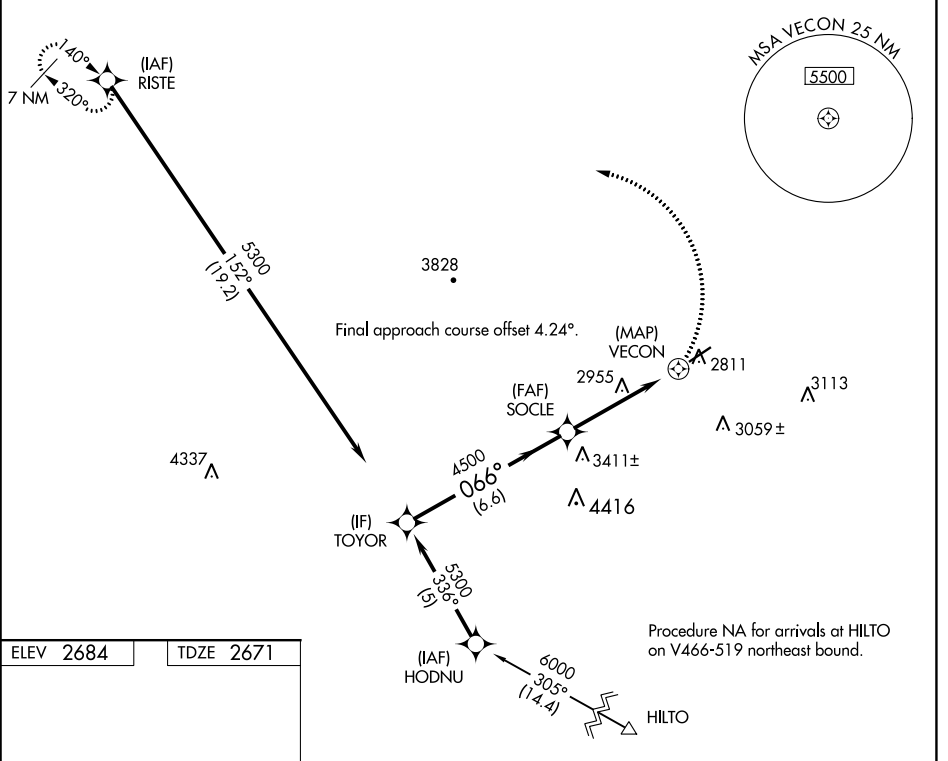 MSA VECON 25 NM
5500
140°
320°
7 NM
(IAF)
RISTE
5300
152°
(19.2)
3828
Final approach course offset 4.24°.
(MAP)
VECON
2811
2955
3113
(FAF)
SOCLE
3059 ±
3411±
4416
4337
4500
066°
(6.6)
(IF)
TOYOR
5300
336°
(5)
(IAF)
HODNU
6000
305°
(14.4)
HILTO
Procedure NA for arrivals at HILTO
on V466-519 northeast bound.
ELEV 2684
TDZE 2671